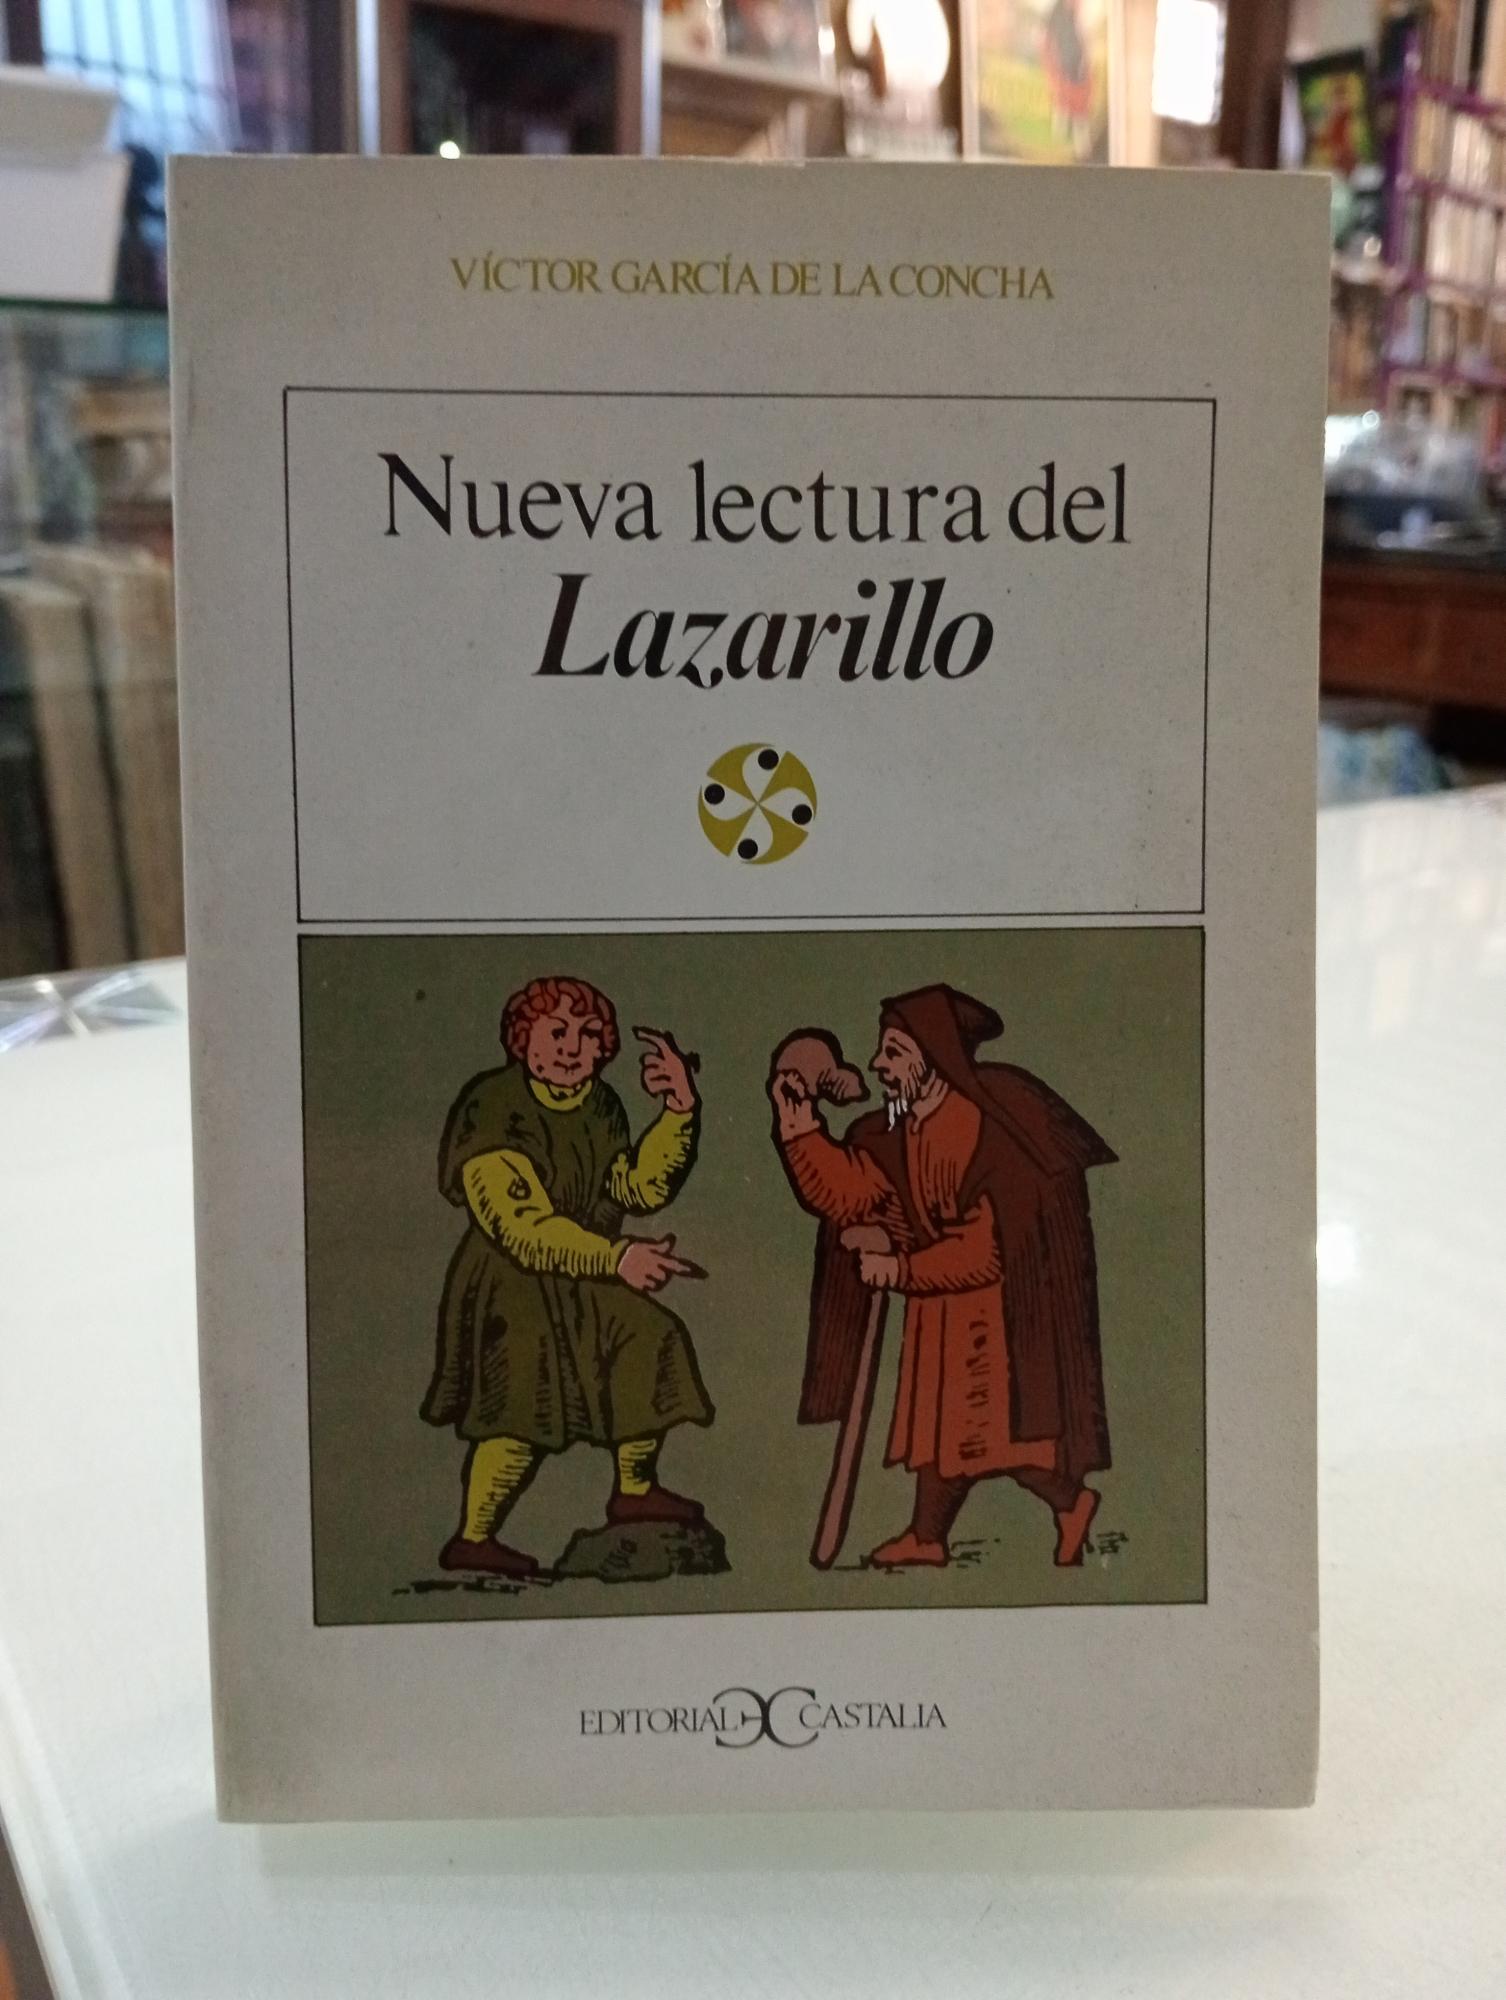 VÍCTOR GARCÍA DE LA CONCHA
Nueva lectura del
Lazarillo
EDITORIAL CASTALIA